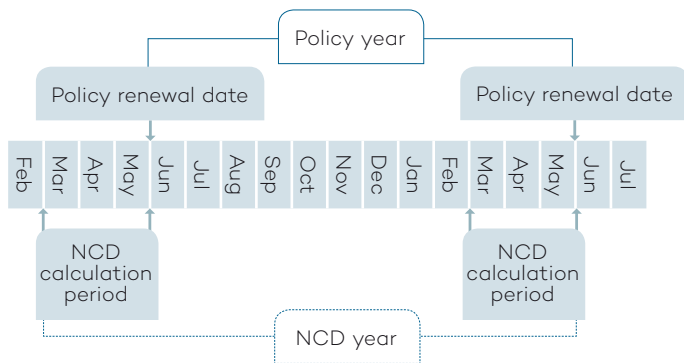 Policy year
Policy renewal date
Policy renewal date
Feb
Mar
Apr
May
Jun
Jul
Aug
Sep
Oct
Nov
Dec
Jan
Feb
Mar
Apr
May
Jun
Jul
NCD
calculation
period
NCD
calculation
period
NCD year